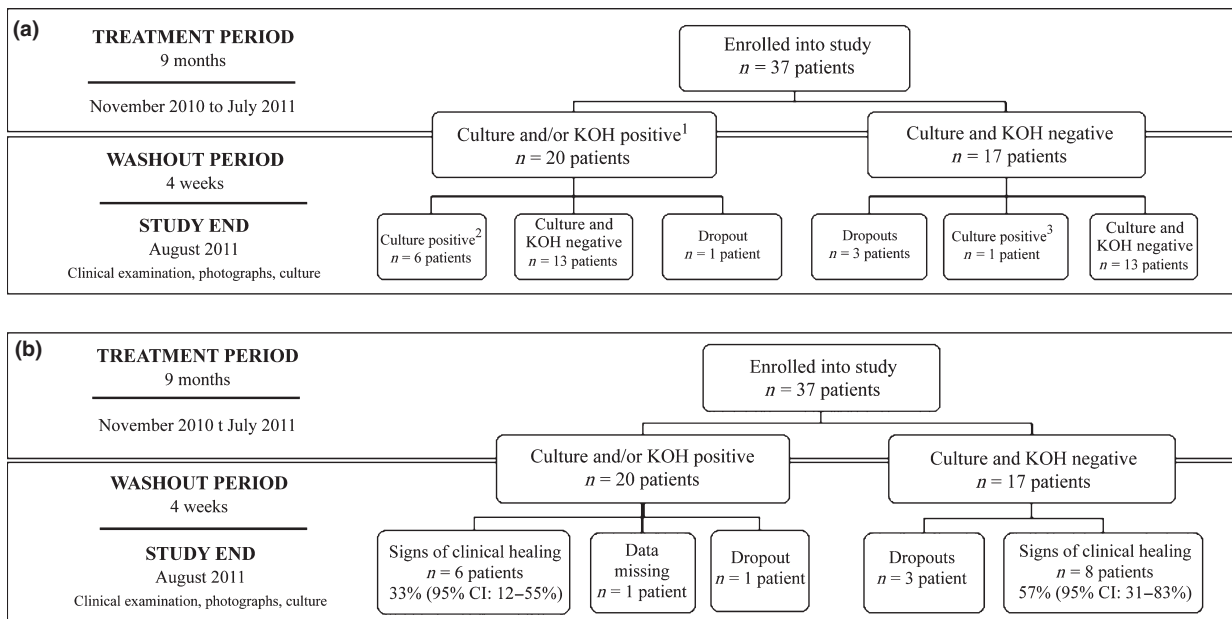 (a)
TREATMENT PERIOD
9 months
November 2010 to July 2011
Enrolled into study
n = 37 patients
Culture and/or KOH positive1
n = 20 patients
Culture and KOH negative
n = 17 patients
WASHOUT PERIOD
4 weeks
STUDY END
August 2011
Clinical examination, photographs, culture
Culture positive2
n = 6 patients
Culture and
KOH negative
n = 13 patients
Dropout
n = 1 patient
Dropouts
n = 3 patients
Culture positive3
n = 1 patient
Culture and
KOH negative
n = 13 patients
(b)
TREATMENT PERIOD
9 months
November 2010 t July 2011
Enrolled into study
n = 37 patients
Culture and/or KOH positive
n = 20 patients
Culture and KOH negative
n = 17 patients
WASHOUT PERIOD
4 weeks
STUDY END
August 2011
Clinical examination, photographs, culture
Signs of clinical healing
n = 6 patients
33% (95% CI: 12–55%)
Data
missing
n = 1 patient
Dropout
n = 1 patient
Dropouts
n = 3 patient
Signs of clinical healing
n = 8 patients
57% (95% CI: 31–83%)